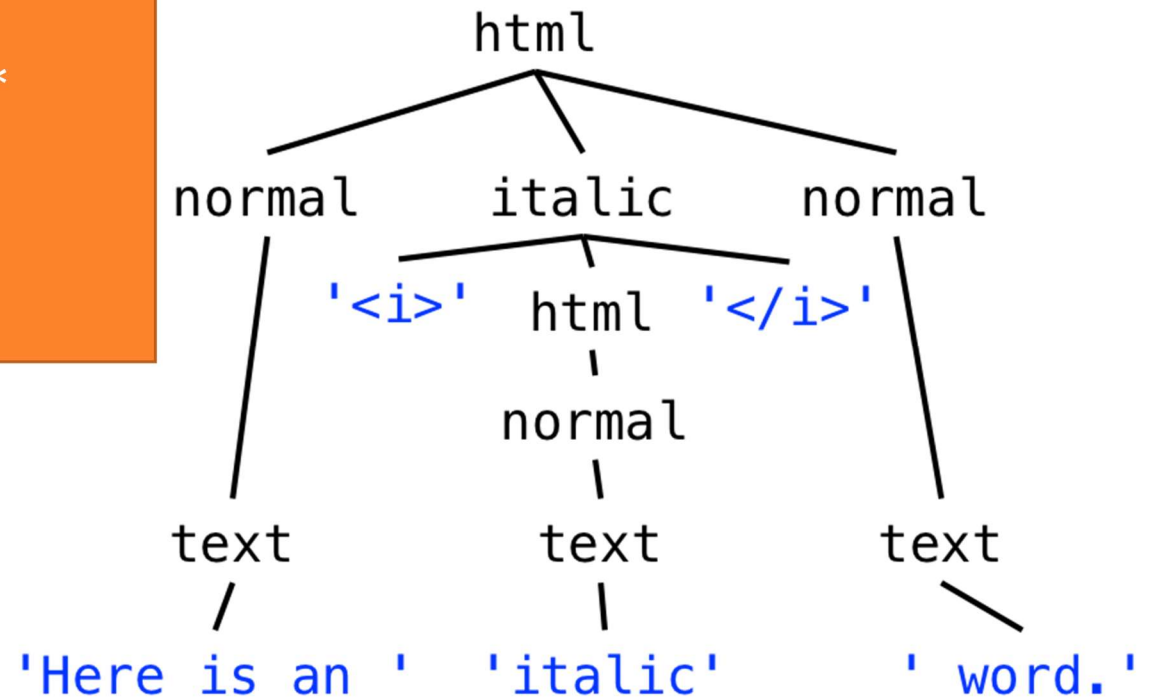 *
html
normal italic normal
'<i>' html '</i>'
normal
text text text
'Here is an ' 'italic' ' word.'